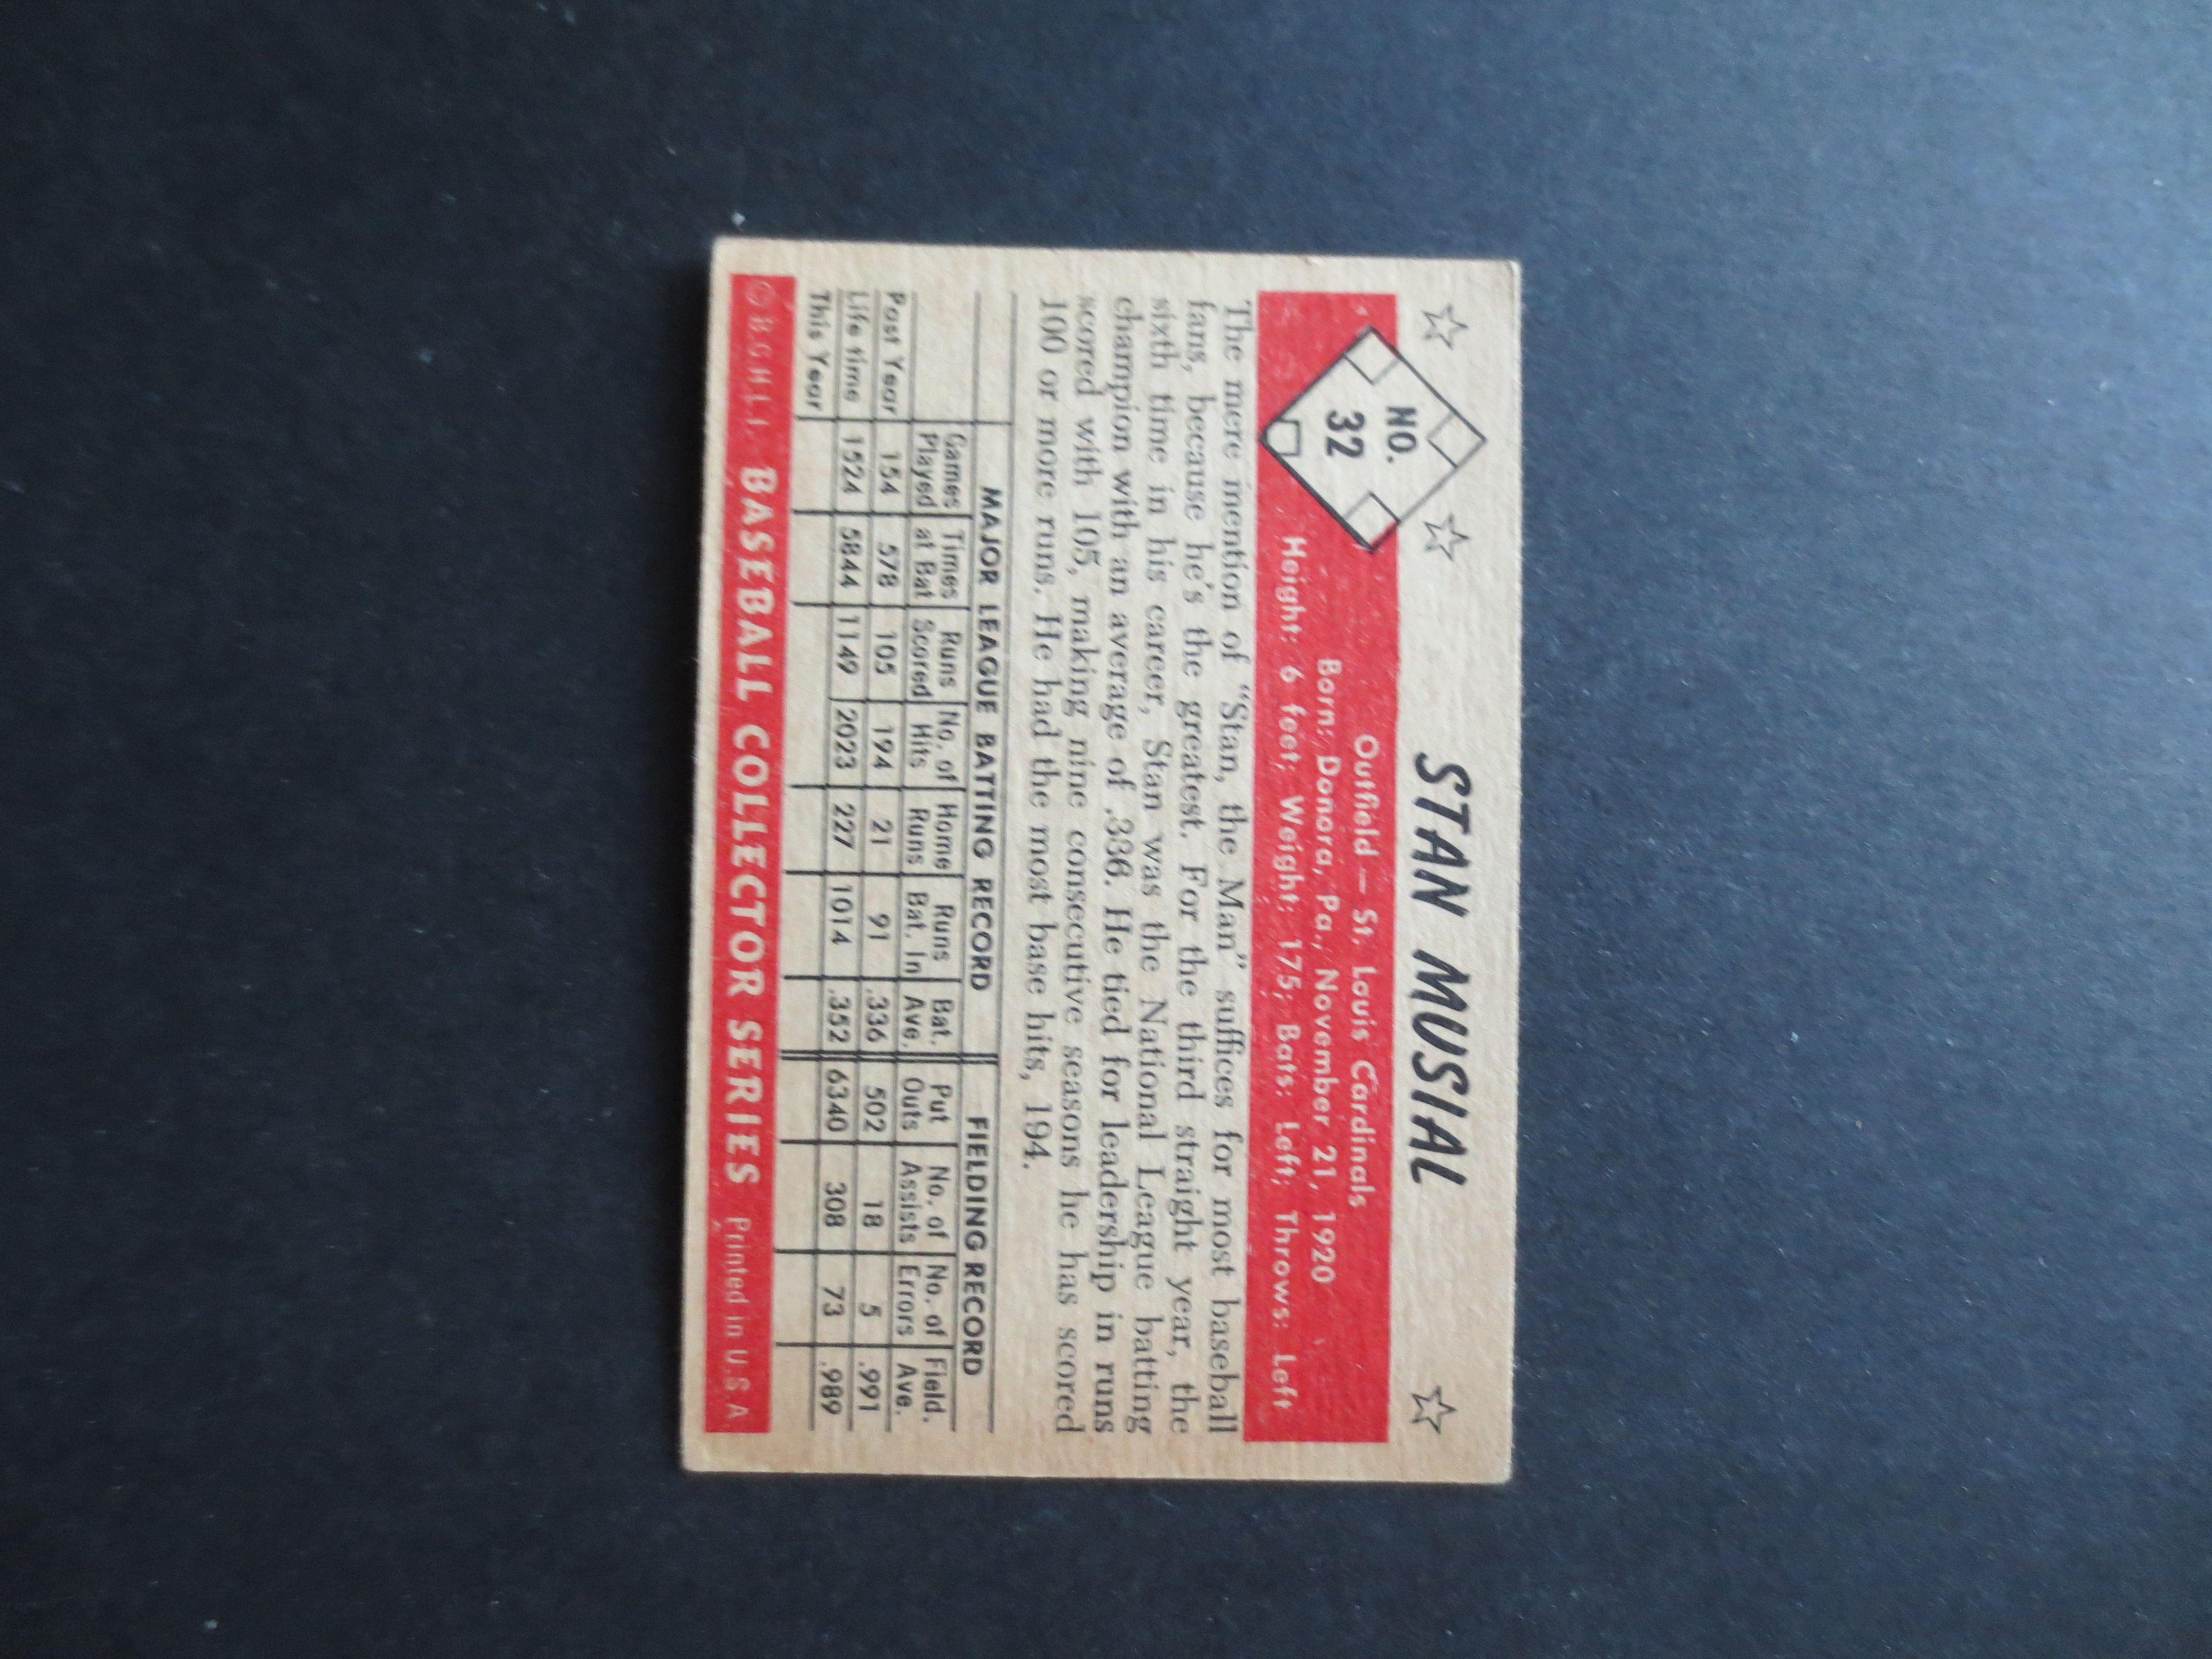 STAN MUSIAL
NO.
32
Outfield — St. Louis Cardinals
Born: Donora, Pa., November 21, 1920
Height: 6 feet; Weight: 175; Bats: Left; Throws: Left
The mere mention of “Stan, the Man” suffices for most baseball
fans, because he’s the greatest. For the third straight year, the
sixth time in his career, Stan was the National League batting
champion with an average of .336. He tied for leadership in runs
scored with 105, making nine consecutive seasons he has scored
100 or more runs. He had the most base hits, 194.
MAJOR LEAGUE BATTING RECORD FIELDING RECORD
Games Times Runs No. of Home Runs Bat. Put No. of No. of Field.
Played at Bat Scored Hits Runs Bat. In Ave. Outs Assists Errors Ave.
Past Year 154 578 105 194 21 91 .336 502 18 5 .991
Life time 1524 5844 1149 2023 227 1014 .352 6340 308 73 .989
This Year
© B.G.H.L.I. BASEBALL COLLECTOR SERIES Printed in U.S.A.